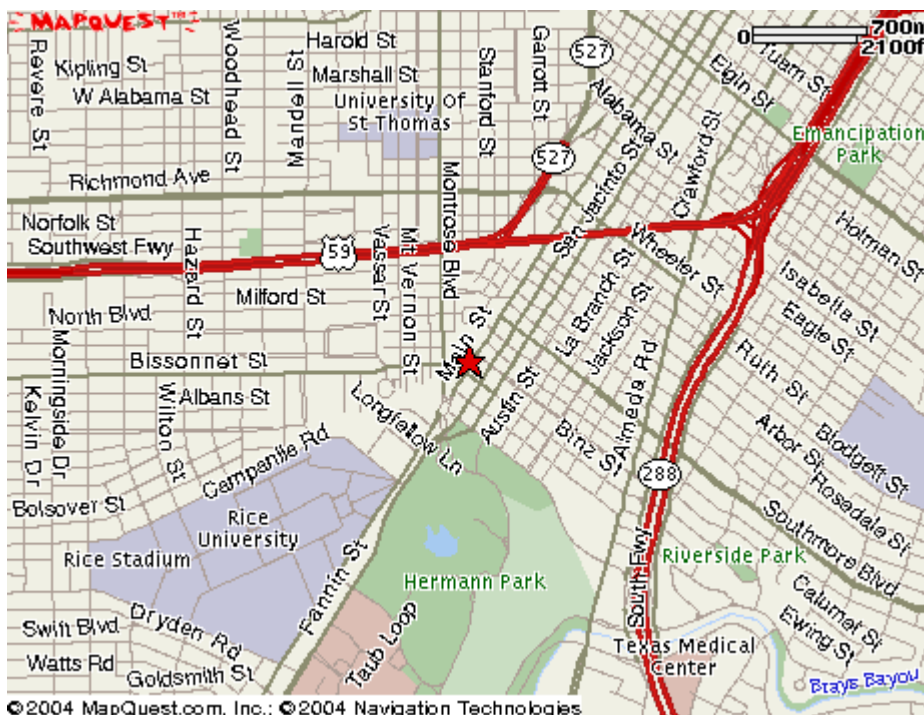 MAPQUEST™
0
700m
2100f
Revere St
Kipling St
W Alabama St
Woodhead St
Mandell St
Harold St
Marshall St
University Of
St Thomas
Stanford St
Garrott St
527
Alabama St
Elgin St
Tuam St
Emancipation
Park
527
San Jacinto St
Crawford St
Richmond Ave
Montrose Blvd
Norfolk St
Southwest Fwy
59
Hazard St
Vassar St
Mt Vernon St
Wheeler St
Holman St
Isabella St
Eagle St
Milford St
North Blvd
La Branch St
Jackson St
Almeda Rd
Ruth St
Main St
Bissonnet St
Morningside Dr
Kelvin Dr
Wilton St
Albans St
Longfellow Ln
Austin St
Binz St
Arbor St
Blodgett St
Rosedale St
Campanile Rd
Bolsover St
288
Rice
University
Rice Stadium
Fannin St
Hermann Park
South Fwy
Riverside Park
Southmore Blvd
Calumet St
Ewing St
Swift Blvd
Dryden Rd
Watts Rd
Goldsmith St
Taub Loop
Texas Medical
Center
Brays Bayou
©2004 MapQuest.com, Inc.; ©2004 Navigation Technologies